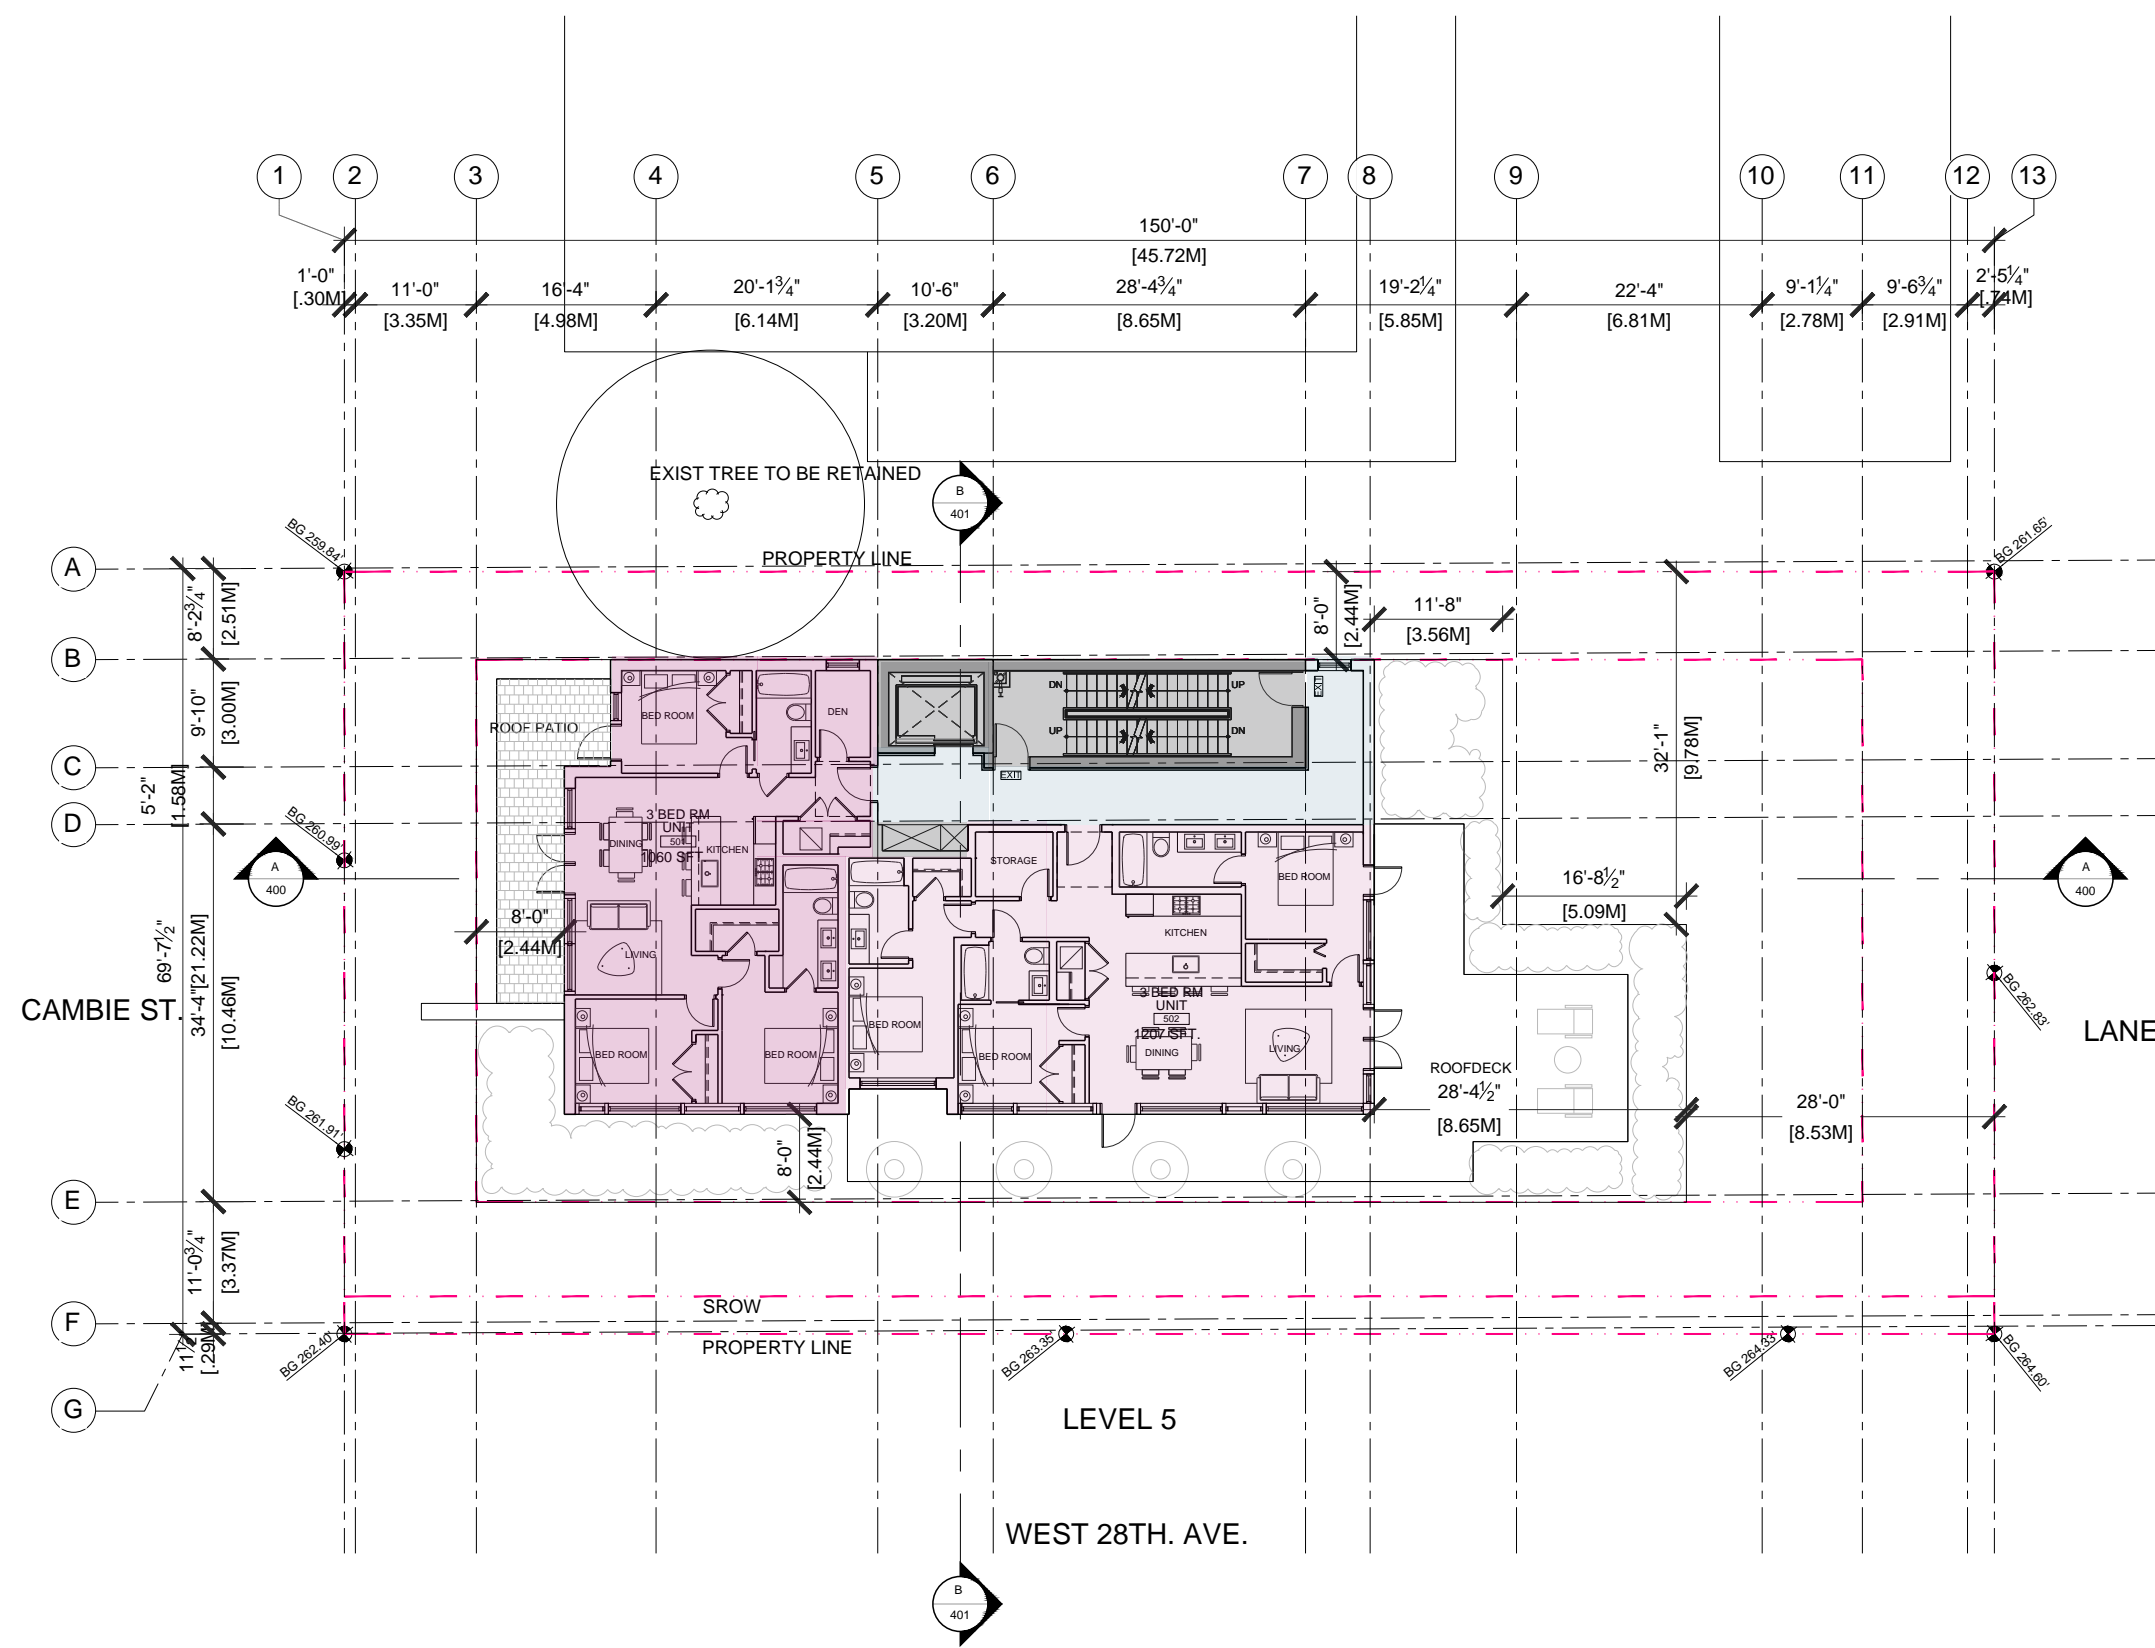 1 2 3 4 5 6 7 8 9 10 11 12 13
150'-0"
[45.72M]
1'-0"
[.30M]
11'-0"
[3.35M]
16'-4"
[4.98M]
20'-1¾"
[6.14M]
10'-6"
[3.20M]
28'-4¾"
[8.65M]
19'-2¼"
[5.85M]
22'-4"
[6.81M]
9'-1¼"
[2.78M]
9'-6¾"
[2.91M]
2'-5¼"
[.74M]
EXIST TREE TO BE RETAINED
B
401
PROPERTY LINE
BG 259.84'
BG 261.65'
A
B
C
D
E
F
G
8'-2¾"
[2.51M]
9'-10"
[3.00M]
5'-2"
[1.58M]
69'-7½"
[21.22M]
34'-4"
[10.46M]
11'-0¾"
[3.37M]
[.29M]
8'-0"
[2.44M]
11'-8"
[3.56M]
32'-1"
[9.78M]
ROOF PATIO
BED ROOM
DEN
DN
UP
UP
DN
EXIT
EXIT
BG 260.99'
A
400
3 BED RM
UNIT
501
1060 SFT.
DINING
KITCHEN
LIVING
BED ROOM
BED ROOM
8'-0"
[2.44M]
STORAGE
BED ROOM
KITCHEN
3 BED RM
UNIT
502
1207 SFT.
DINING
LIVING
BED ROOM
BED ROOM
16'-8½"
[5.09M]
A
400
CAMBIE ST.
LANE
BG 262.83'
ROOFDECK
28'-4½"
[8.65M]
28'-0"
[8.53M]
BG 261.91'
8'-0"
[2.44M]
SROW
PROPERTY LINE
BG 262.40'
BG 263.35'
BG 264.33'
BG 264.60'
LEVEL 5
WEST 28TH. AVE.
B
401